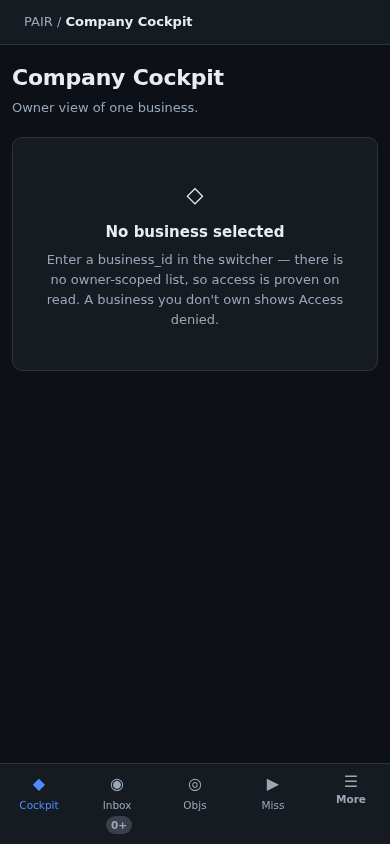 PAIR / Company Cockpit
Company Cockpit
Owner view of one business.
No business selected
Enter a business_id in the switcher — there is
no owner-scoped list, so access is proven on
read. A business you don't own shows Access
denied.
Cockpit
Inbox
0+
Objs
Miss
More